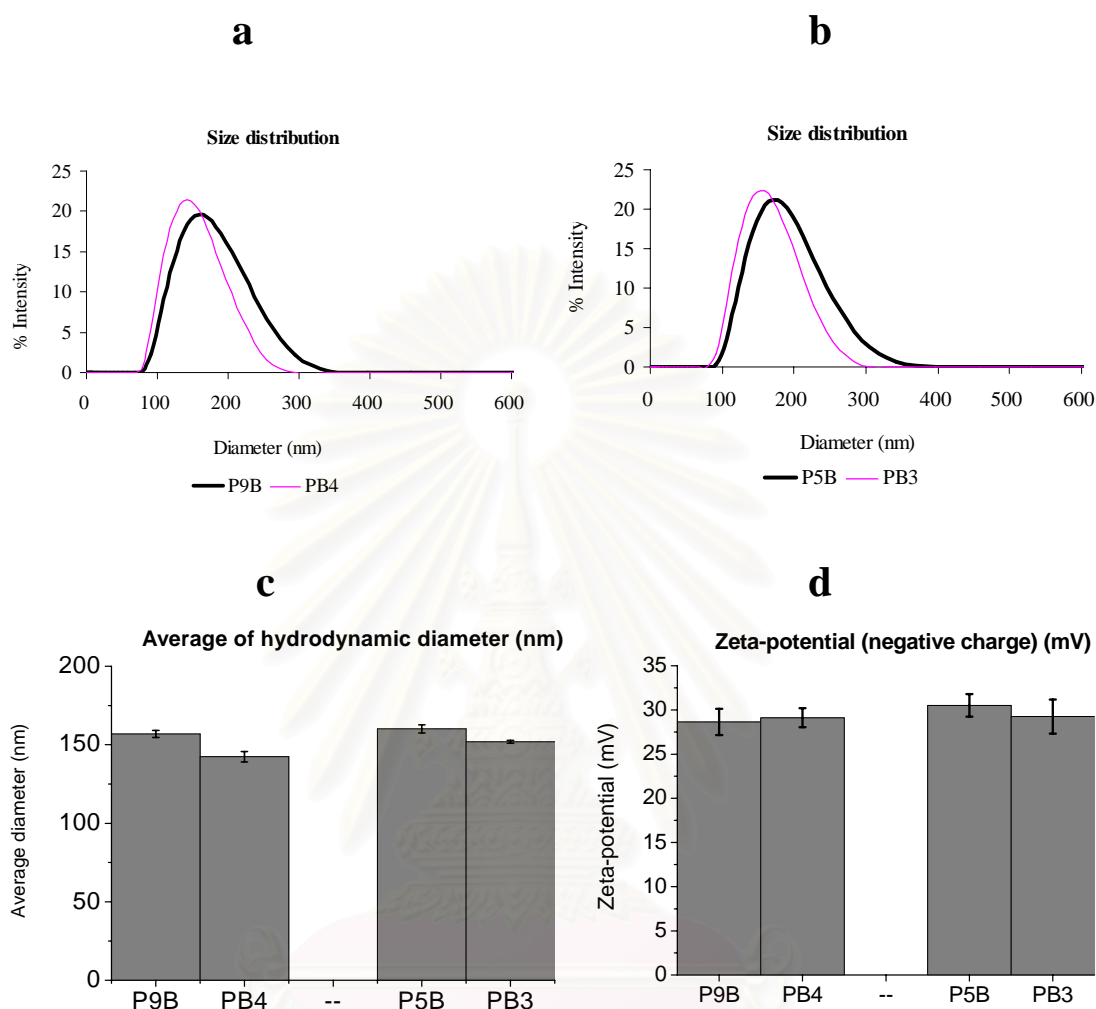 a
Size distribution
25
20
15
10
5
0
% Intensity
0 100 200 300 400 500 600
Diameter (nm)
P9B PB4
b
Size distribution
25
20
15
10
5
0
% Intensity
0 100 200 300 400 500 600
Diameter (nm)
P5B PB3
c
Average of hydrodynamic diameter (nm)
200
150
100
50
0
Average diameter (nm)
P9B PB4 -- P5B PB3
d
Zeta-potential (negative charge) (mV)
35
30
25
20
15
10
5
0
Zeta-potential (mV)
P9B PB4 -- P5B PB3